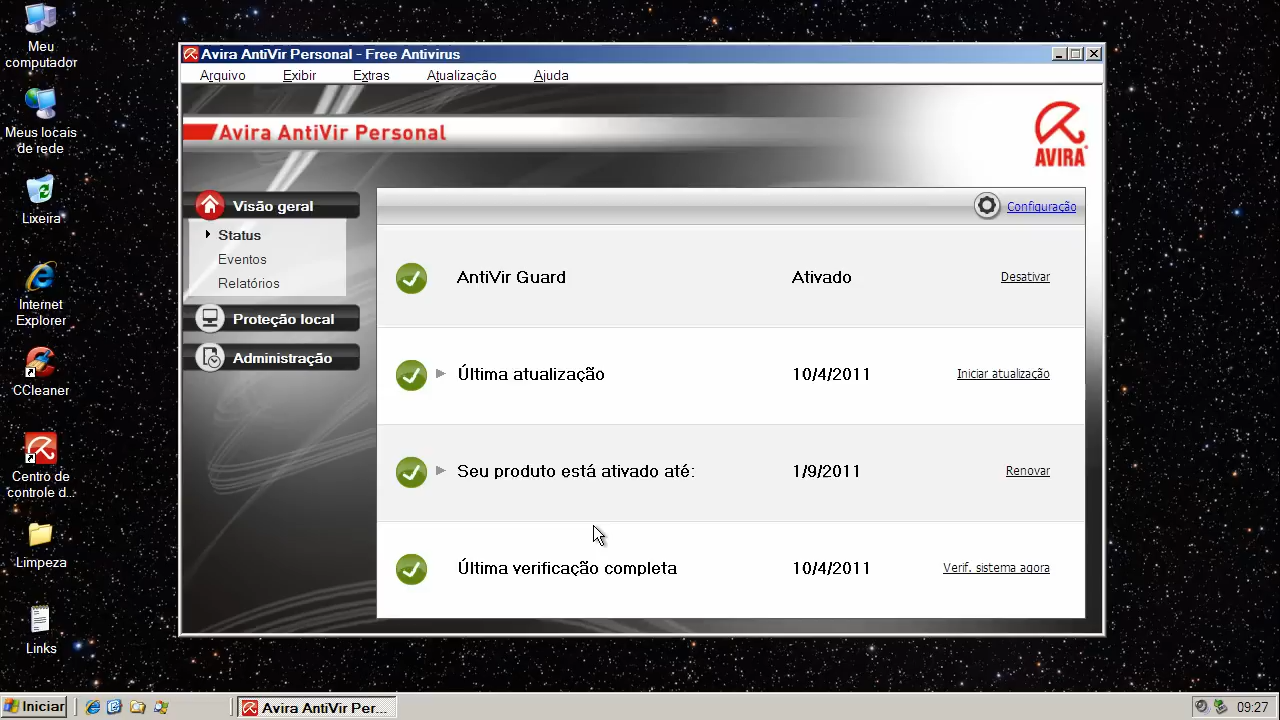 Meu
computador
Meus locais
de rede
Lixeira
Internet
Explorer
CCleaner
Centro de
controle d...
Limpeza
Links
Avira AntiVir Personal - Free Antivirus
Arquivo Exibir Extras Atualização Ajuda
Avira AntiVir Personal
AVIRA
Visão geral
Status
Eventos
Relatórios
Proteção local
Administração
Configuração
AntiVir Guard Ativado Desativar
Última atualização 10/4/2011 Iniciar atualização
Seu produto está ativado até: 1/9/2011 Renovar
Última verificação completa 10/4/2011 Verif. sistema agora
Iniciar Avira AntiVir Per... 09:27